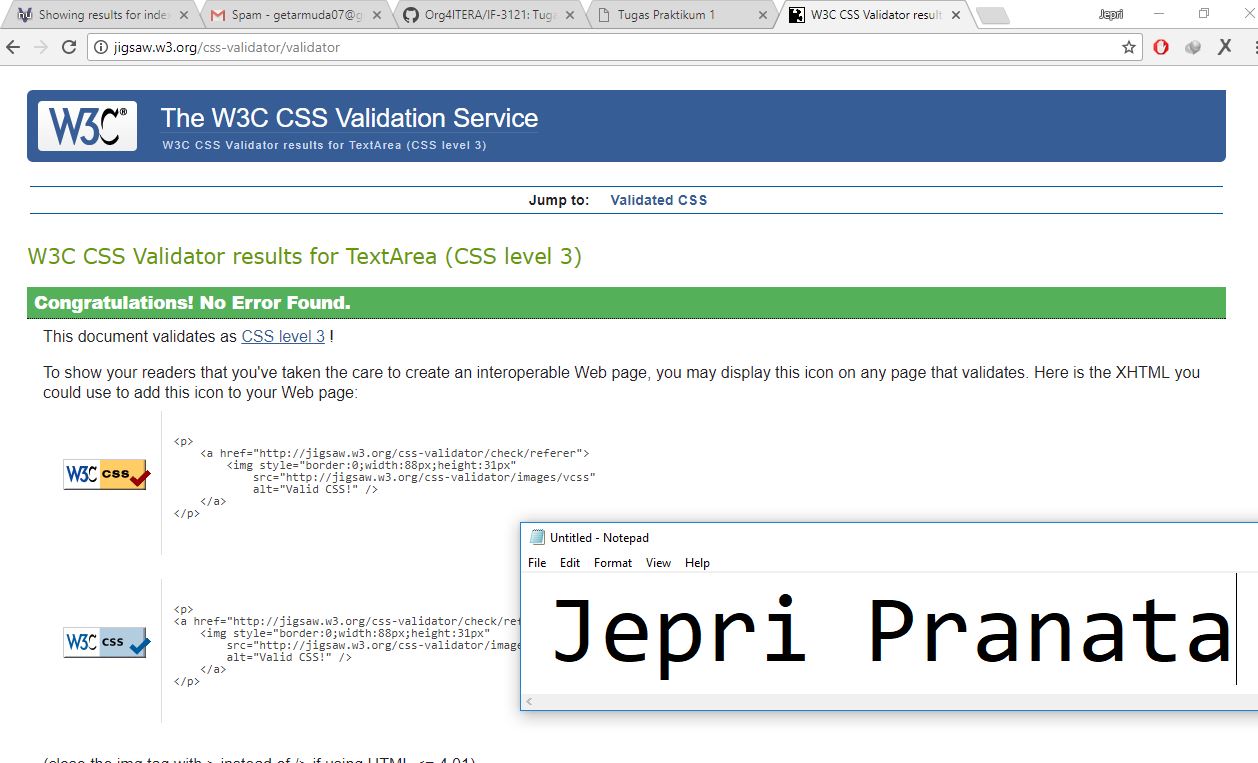 Showing results for index
Spam - getarmuda07@g
Org4ITERA/IF-3121: Tuga
Tugas Praktikum 1
W3C CSS Validator result
Jepri
jigsaw.w3.org/css-validator/validator
W3C®
The W3C CSS Validation Service
W3C CSS Validator results for TextArea (CSS level 3)
Jump to: Validated CSS
W3C CSS Validator results for TextArea (CSS level 3)
Congratulations! No Error Found.
This document validates as CSS level 3 !
To show your readers that you've taken the care to create an interoperable Web page, you may display this icon on any page that validates. Here is the XHTML you
could use to add this icon to your Web page:
W3C css
<p>
<a href="http://jigsaw.w3.org/css-validator/check/referer">
<img style="border:0;width:88px;height:31px"
src="http://jigsaw.w3.org/css-validator/images/vcss"
alt="Valid CSS!" />
</a>
</p>
W3C css
<p>
<a href="http://jigsaw.w3.org/css-validator/check/ref
<img style="border:0;width:88px;height:31px"
src="http://jigsaw.w3.org/css-validator/image
alt="Valid CSS!" />
</a>
</p>
Untitled - Notepad
File Edit Format View Help
Jepri Pranata
(close the img tag with > instead of /> if using HTML <= 4.01)